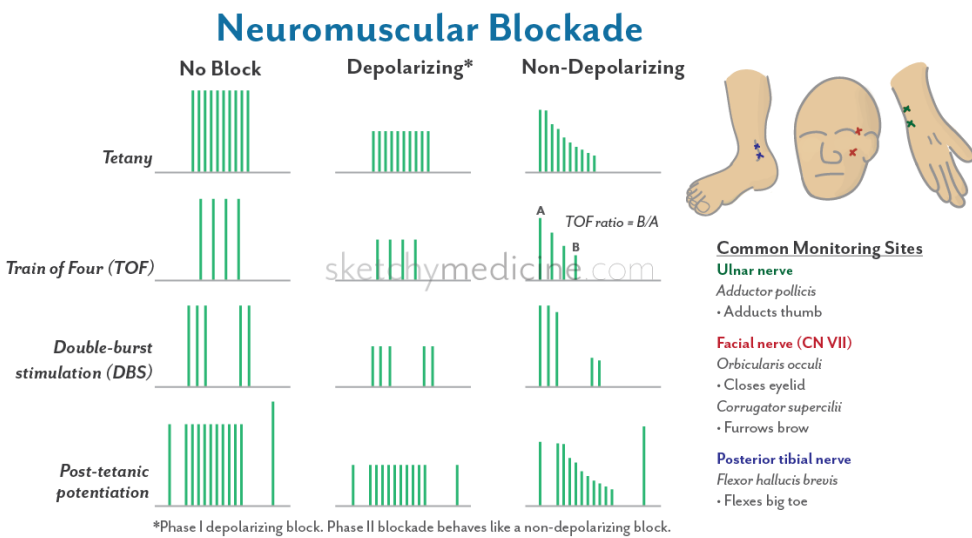 Neuromuscular Blockade
No Block
Depolarizing*
Non-Depolarizing
Tetany
Train of Four (TOF)
A
TOF ratio = B/A
B
sketchymedicine.com
Double-burst
stimulation (DBS)
Post-tetanic
potentiation
*Phase I depolarizing block. Phase II blockade behaves like a non-depolarizing block.
Common Monitoring Sites
Ulnar nerve
Adductor pollicis
• Adducts thumb
Facial nerve (CN VII)
Orbicularis occuli
• Closes eyelid
Corrugator supercilii
• Furrows brow
Posterior tibial nerve
Flexor hallucis brevis
• Flexes big toe